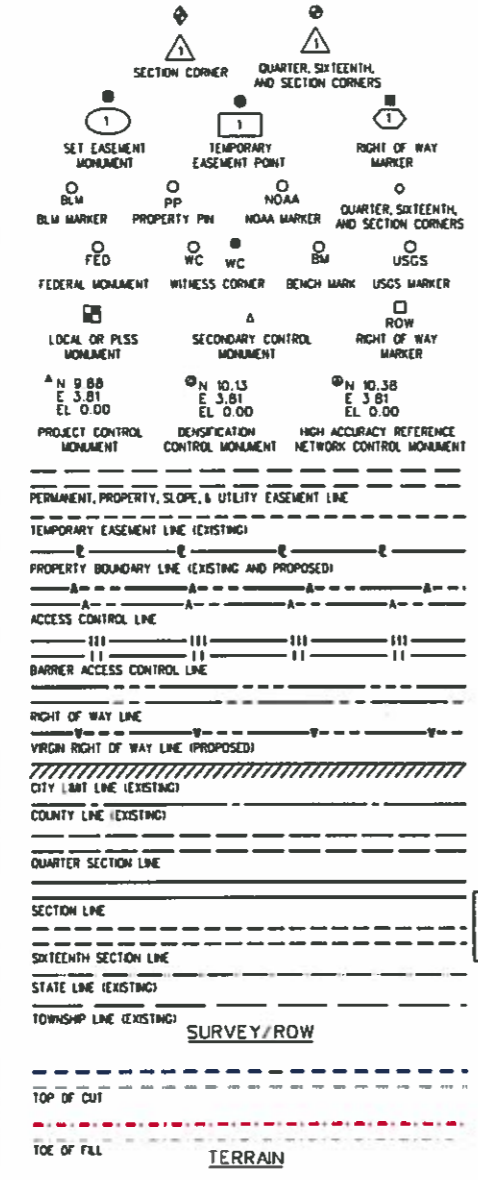 1 1
SECTION CORNER QUARTER, SIXTEENTH,
AND SECTION CORNERS
1 1 1
SET EASEMENT TEMPORARY RIGHT OF WAY
MONUMENT EASEMENT POINT MARKER
BLM PP NOAA
BLM MARKER PROPERTY PIN NOAA MARKER QUARTER, SIXTEENTH,
AND SECTION CORNERS
FED WC WC BM USGS
FEDERAL MONUMENT WITNESS CORNER BENCH MARK USGS MARKER
ROW
LOCAL OR PLSS SECONDARY CONTROL RIGHT OF WAY
MONUMENT MONUMENT MARKER
N 9.88 N 10.13 N 10.38
E 3.81 E 3.81 E 3.81
EL 0.00 EL 0.00 EL 0.00
PROJECT CONTROL DENSIFICATION HIGH ACCURACY REFERENCE
MONUMENT CONTROL MONUMENT NETWORK CONTROL MONUMENT
PERMANENT, PROPERTY, SLOPE, & UTILITY EASEMENT LINE
TEMPORARY EASEMENT LINE (EXISTING)
PROPERTY BOUNDARY LINE (EXISTING AND PROPOSED)
A A A A
A A A A
ACCESS CONTROL LINE
BARRIER ACCESS CONTROL LINE
RIGHT OF WAY LINE
VIRGIN RIGHT OF WAY LINE (PROPOSED)
CITY LIMIT LINE (EXISTING)
COUNTY LINE (EXISTING)
QUARTER SECTION LINE
SECTION LINE
SIXTEENTH SECTION LINE
STATE LINE (EXISTING)
TOWNSHIP LINE (EXISTING)
SURVEY/ROW
TOP OF CUT
TOE OF FILL
TERRAIN